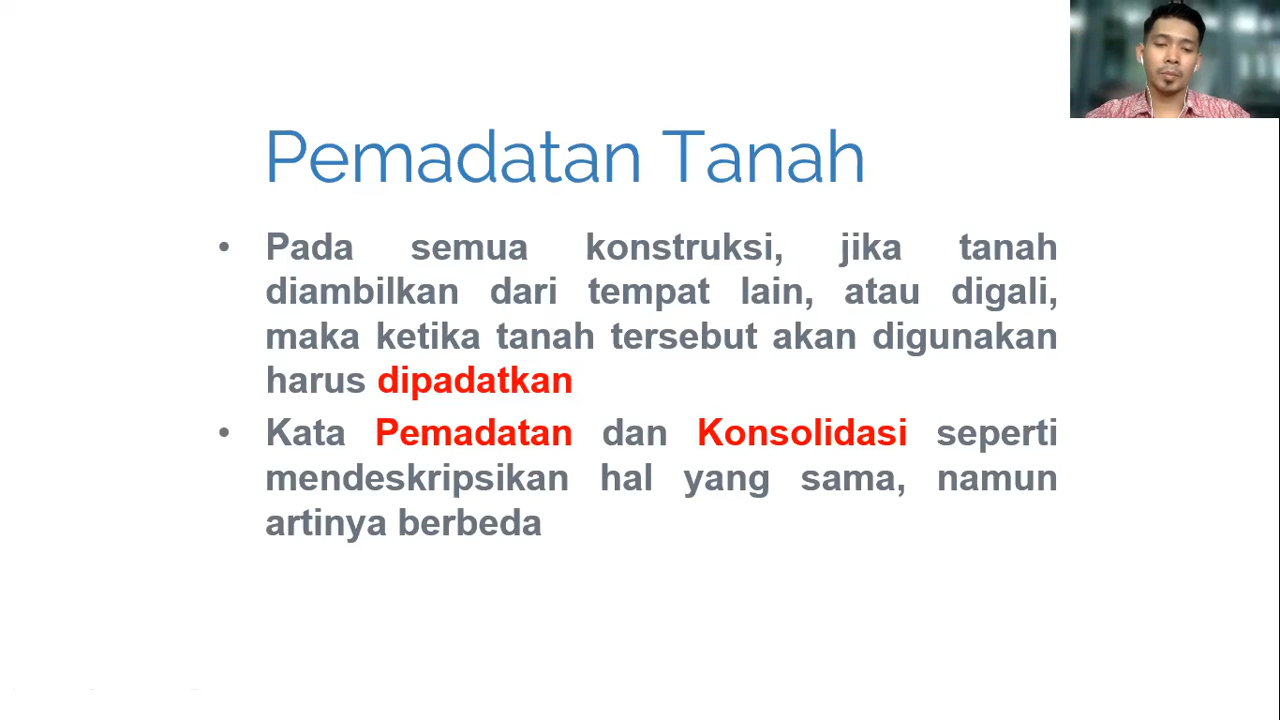 Pemadatan Tanah
• Pada semua konstruksi, jika tanah
diambilkan dari tempat lain, atau digali,
maka ketika tanah tersebut akan digunakan
harus dipadatkan
• Kata Pemadatan dan Konsolidasi seperti
mendeskripsikan hal yang sama, namun
artinya berbeda